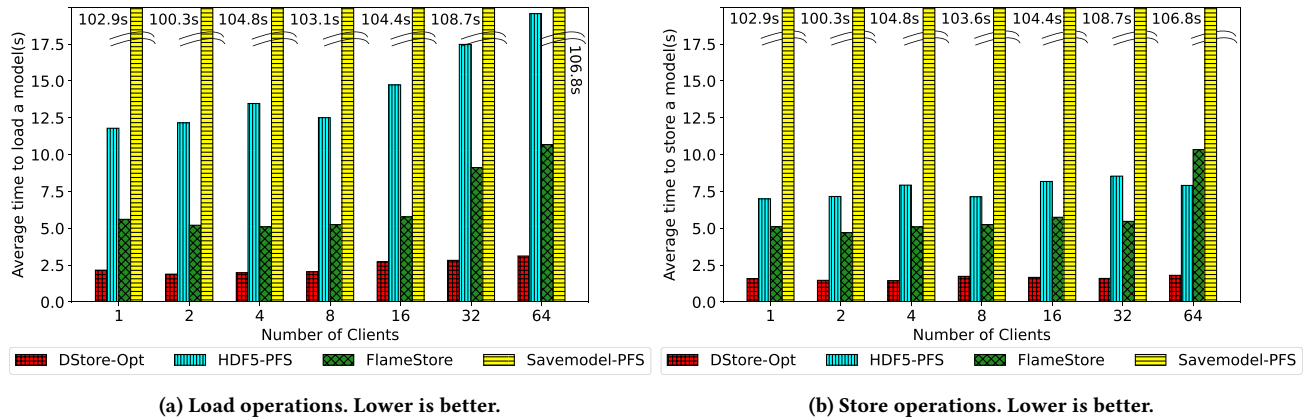 102.9s 100.3s 104.8s 103.1s 104.4s 108.7s
106.8s
17.5
15.0
12.5
10.0
7.5
5.0
2.5
0.0
Average time to load a model(s)
1 2 4 8 16 32 64
Number of Clients
DStore-Opt HDF5-PFS FlameStore Savemodel-PFS
(a) Load operations. Lower is better.
102.9s 100.3s 104.8s 103.6s 104.4s 108.7s 106.8s
17.5
15.0
12.5
10.0
7.5
5.0
2.5
0.0
Average time to store a model(s)
1 2 4 8 16 32 64
Number of Clients
DStore-Opt HDF5-PFS FlameStore Savemodel-PFS
(b) Store operations. Lower is better.